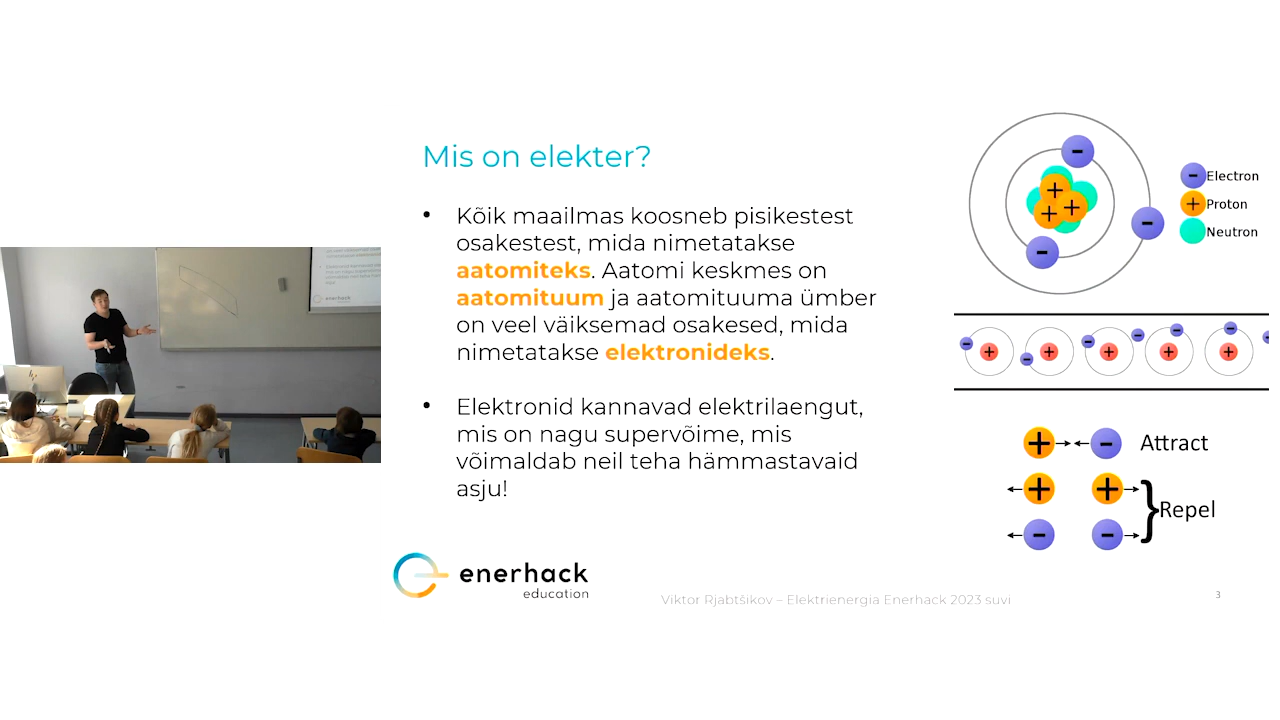 Mis on elekter?
• Kõik maailmas koosneb pisikestest
osakestest, mida nimetatakse
aatomiteks. Aatomi keskmes on
aatomituum ja aatomituuma ümber
on veel väiksemad osakesed, mida
nimetatakse elektronideks.
• Elektronid kannavad elektrilaengut,
mis on nagu supervõime, mis
võimaldab neil teha hämmastavaid
asju!
Electron
Proton
Neutron
Attract
Repel
enerhack
education
Viktor Rjabtšikov – Elektrienergia Enerhack 2023 suvi
3
enerhack